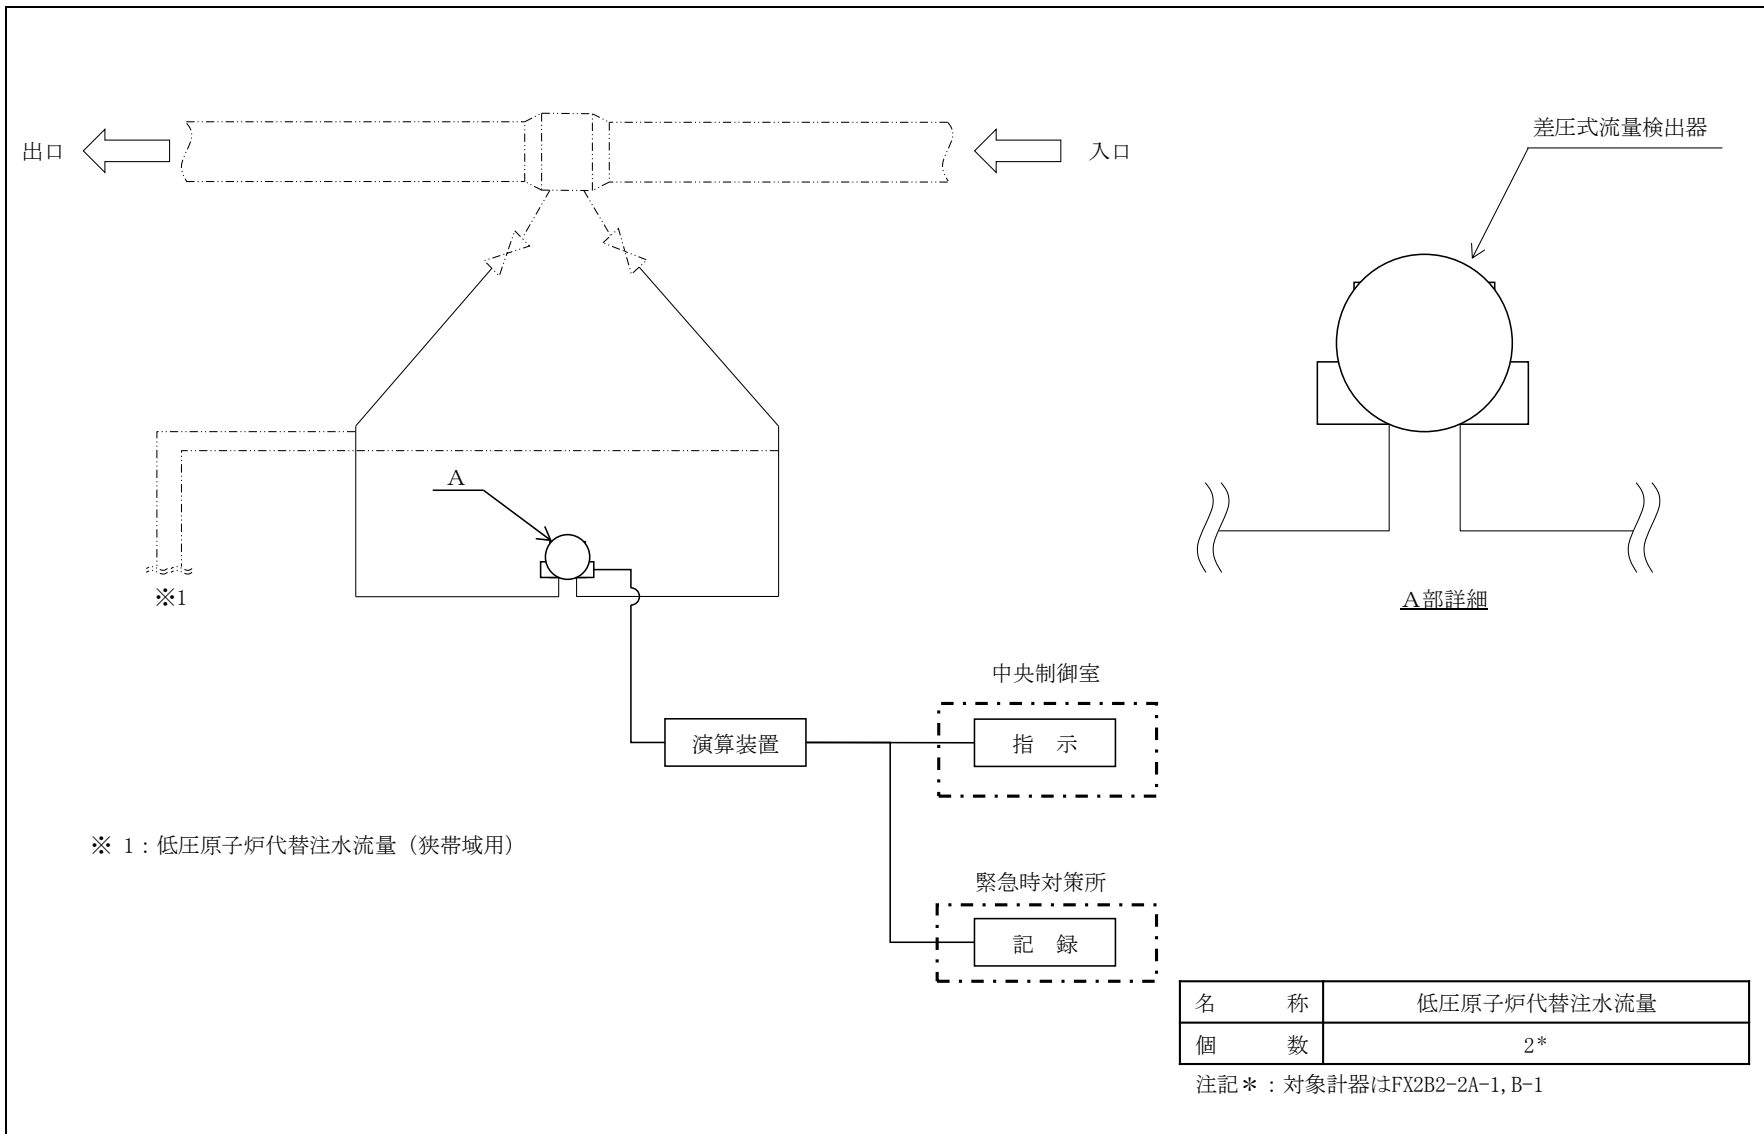 出口
入口
差圧式流量検出器
A
※1
A部詳細
中央制御室
演算装置
指　示
※ 1：低圧原子炉代替注水流量（狭帯域用）
緊急時対策所
記　録
名　　　称　低圧原子炉代替注水流量
個　　　数　2*
注記＊：対象計器はFX2B2-2A-1,B-1